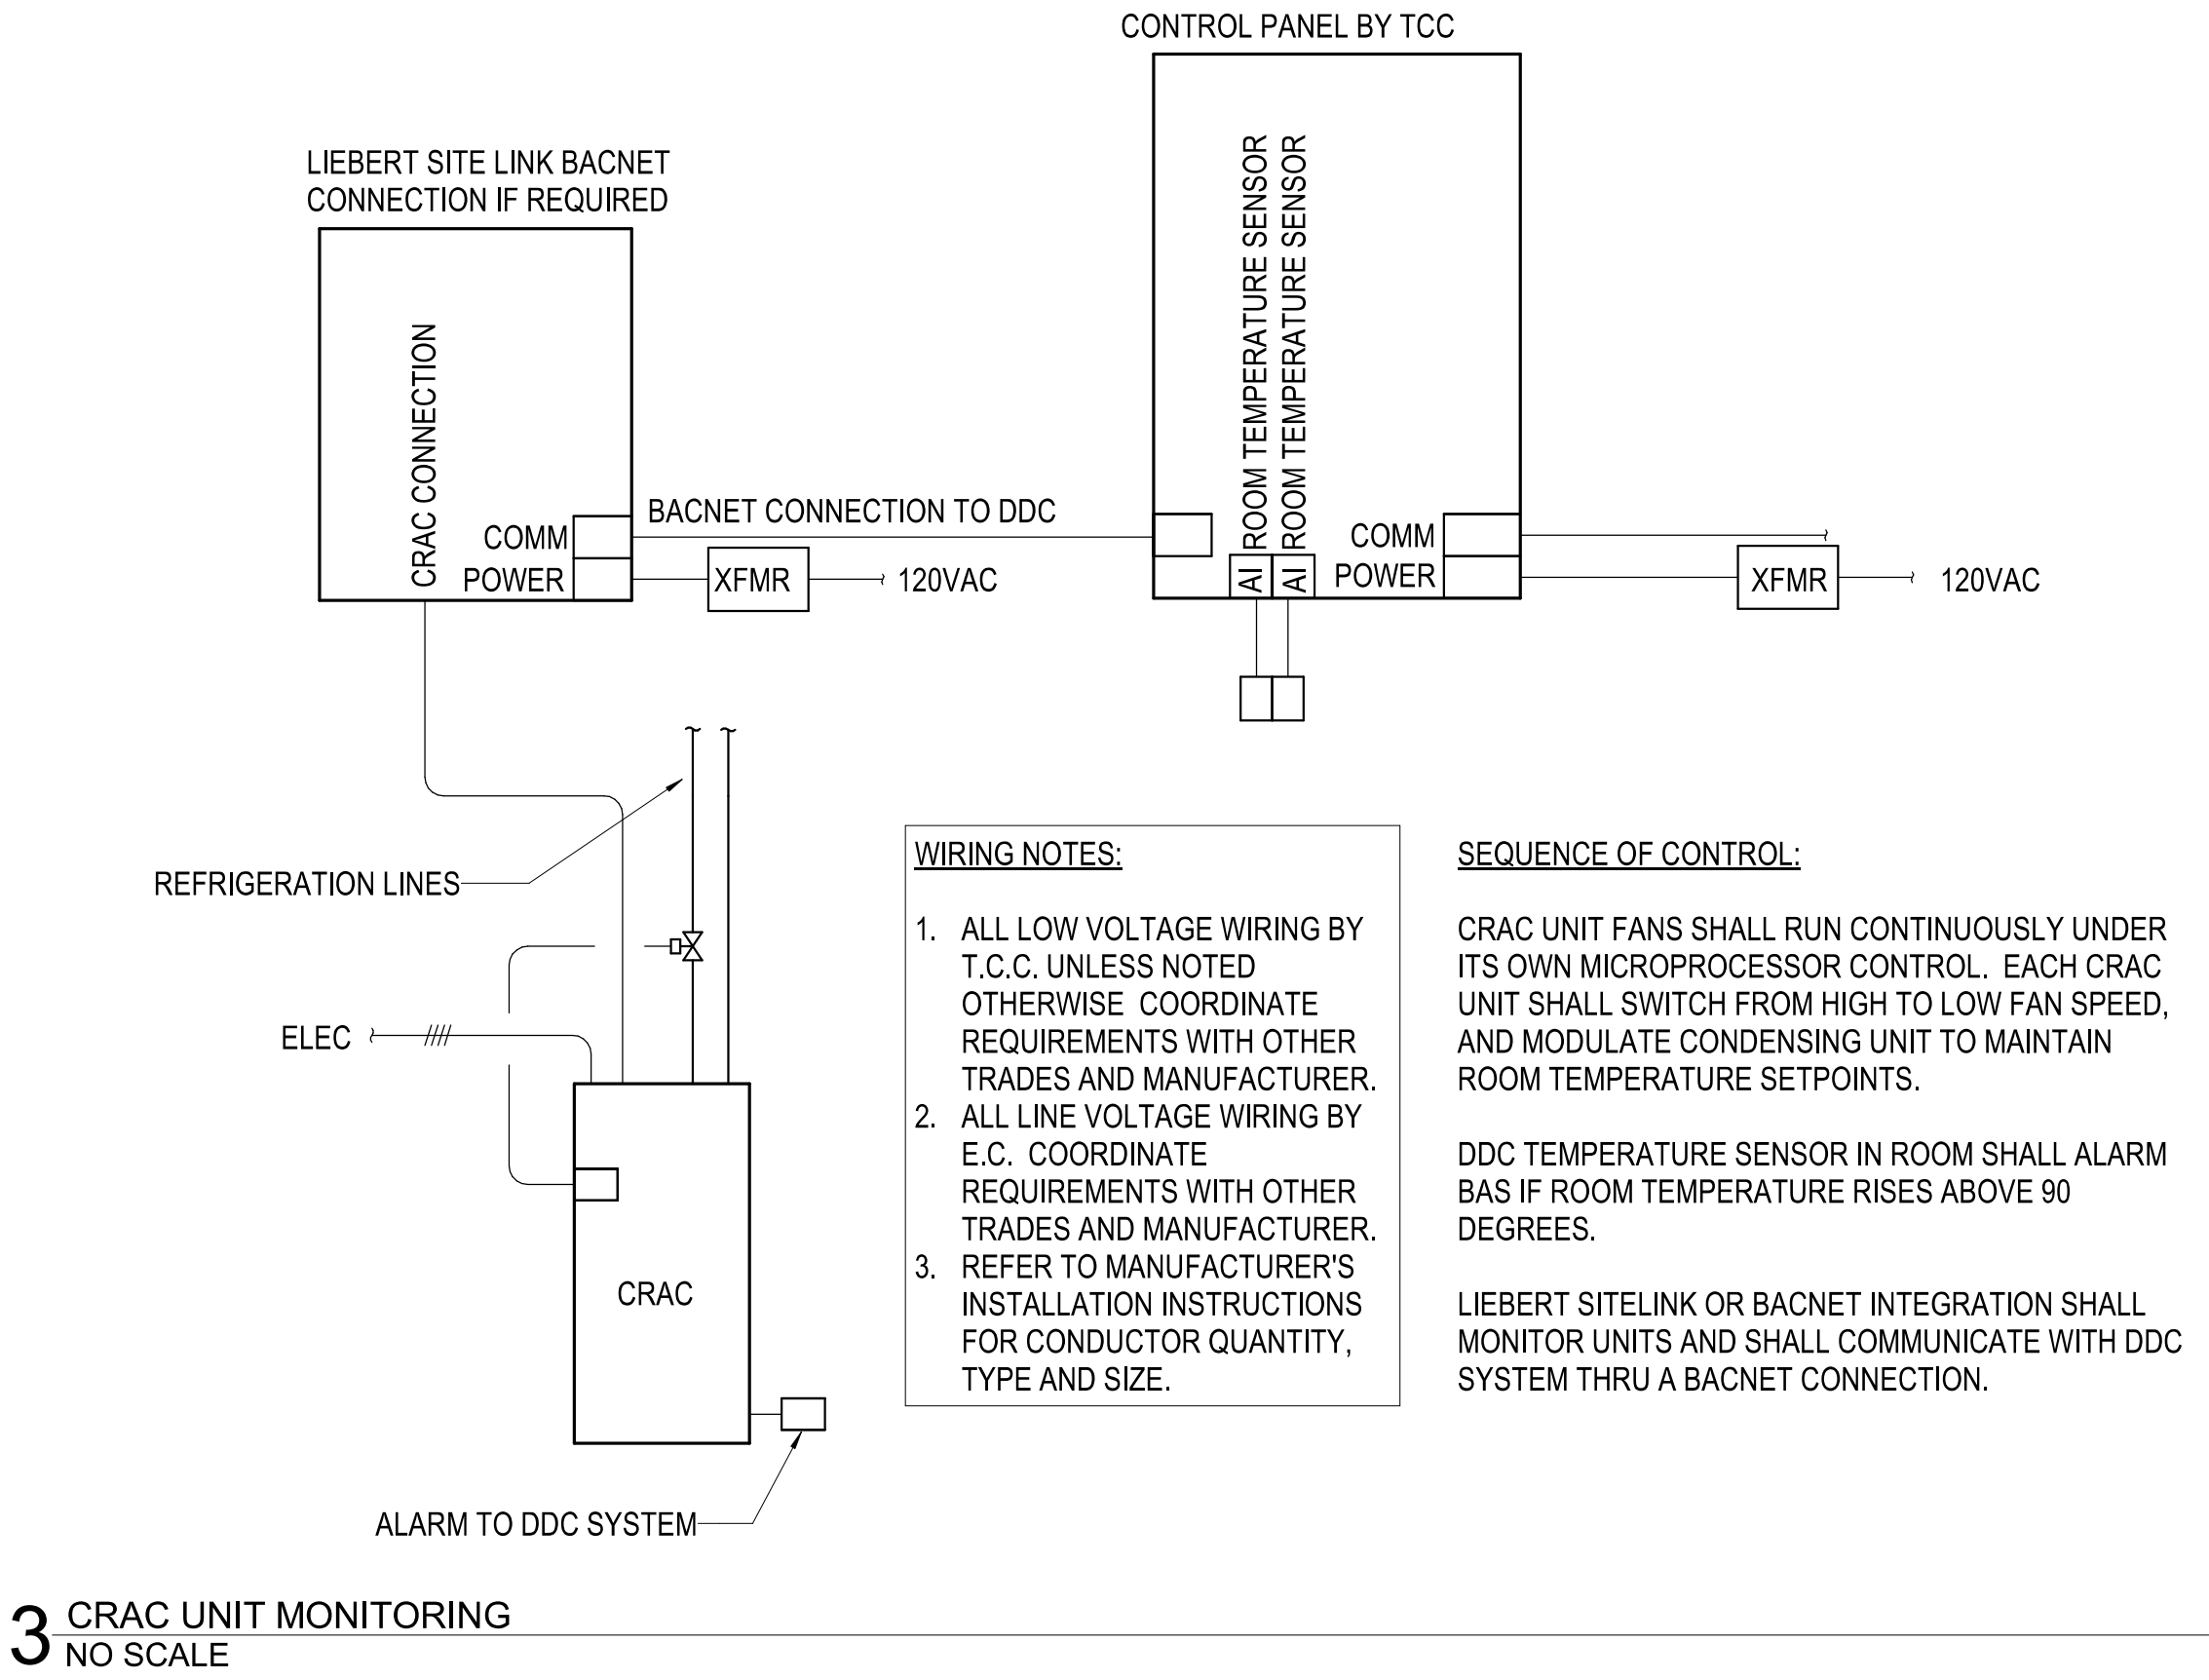 CONTROL PANEL BY TCC
LIEBERT SITE LINK BACNET
CONNECTION IF REQUIRED
CRAC CONNECTION
COMM
POWER
BACNET CONNECTION TO DDC
XFMR
120VAC
ROOM TEMPERATURE SENSOR
ROOM TEMPERATURE SENSOR
AI
AI
COMM
POWER
XFMR
120VAC
REFRIGERATION LINES
ELEC
CRAC
ALARM TO DDC SYSTEM
WIRING NOTES:
1. ALL LOW VOLTAGE WIRING BY
T.C.C. UNLESS NOTED
OTHERWISE  COORDINATE
REQUIREMENTS WITH OTHER
TRADES AND MANUFACTURER.
2. ALL LINE VOLTAGE WIRING BY
E.C.  COORDINATE
REQUIREMENTS WITH OTHER
TRADES AND MANUFACTURER.
3. REFER TO MANUFACTURER'S
INSTALLATION INSTRUCTIONS
FOR CONDUCTOR QUANTITY,
TYPE AND SIZE.
SEQUENCE OF CONTROL:
CRAC UNIT FANS SHALL RUN CONTINUOUSLY UNDER
ITS OWN MICROPROCESSOR CONTROL.  EACH CRAC
UNIT SHALL SWITCH FROM HIGH TO LOW FAN SPEED,
AND MODULATE CONDENSING UNIT TO MAINTAIN
ROOM TEMPERATURE SETPOINTS.
DDC TEMPERATURE SENSOR IN ROOM SHALL ALARM
BAS IF ROOM TEMPERATURE RISES ABOVE 90
DEGREES.
LIEBERT SITELINK OR BACNET INTEGRATION SHALL
MONITOR UNITS AND SHALL COMMUNICATE WITH DDC
SYSTEM THRU A BACNET CONNECTION.
3 CRAC UNIT MONITORING
NO SCALE